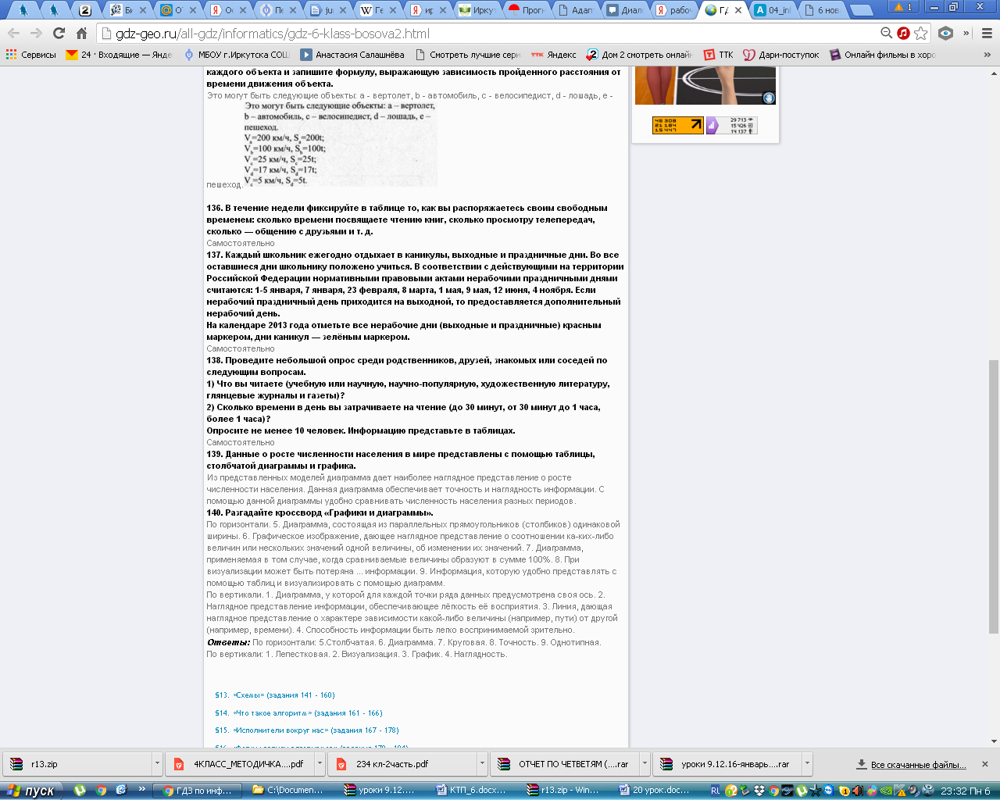 Би
О
Ос
Пе
ju
Ге
ир
Ирку
Прог
Адап
Диал
рабоч
ГД
04_inf
6 нов
1
gdz-geo.ru/all-gdz/informatics/gdz-6-klass-bosova2.html
Сервисы
24 · Входящие — Янде
МБОУ г.Иркутска СОШ
Анастасия Салашнёва
Смотреть лучшие сери
Яндекс
Дом 2 смотреть онлайн
ТТК
Дари-поступок
Онлайн фильмы в хоро
каждого объекта и запишите формулу, выражающую зависимость пройденного расстояния от
времени движения объекта.
Это могут быть следующие объекты: a - вертолет, b - автомобиль, c - велосипедист, d - лошадь, e -
Это могут быть следующие объекты: a – вертолет,
b – автомобиль, c – велосипедист, d – лошадь, e –
пешеход.
Va=200 км/ч, Sa=200t;
Vb=100 км/ч, Sb=100t;
Vc=25 км/ч, Sc=25t;
Vd=17 км/ч, Sd=17t;
Vc=5 км/ч, Sd=5t.
пешеход.
136. В течение недели фиксируйте в таблице то, как вы распоряжаетесь своим свободным
временем: сколько времени посвящаете чтению книг, сколько просмотру телепередач,
сколько — общению с друзьями и т. д.
Самостоятельно
137. Каждый школьник ежегодно отдыхает в каникулы, выходные и праздничные дни. Во все
оставшиеся дни школьнику положено учиться. В соответствии с действующими на территории
Российской Федерации нормативными правовыми актами нерабочими праздничными днями
считаются: 1-5 января, 7 января, 23 февраля, 8 марта, 1 мая, 9 мая, 12 июня, 4 ноября. Если
нерабочий праздничный день приходится на выходной, то предоставляется дополнительный
нерабочий день.
На календаре 2013 года отметьте все нерабочие дни (выходные и праздничные) красным
маркером, дни каникул — зелёным маркером.
Самостоятельно
138. Проведите небольшой опрос среди родственников, друзей, знакомых или соседей по
следующим вопросам.
1) Что вы читаете (учебную или научную, научно-популярную, художественную литературу,
глянцевые журналы и газеты)?
2) Сколько времени в день вы затрачиваете на чтение (до 30 минут, от 30 минут до 1 часа,
более 1 часа)?
Опросите не менее 10 человек. Информацию представьте в таблицах.
Самостоятельно
139. Данные о росте численности населения в мире представлены с помощью таблицы,
столбчатой диаграммы и графика.
Из представленных моделей диаграмма дает наиболее наглядное представление о росте
численности населения. Данная диаграмма обеспечивает точность и наглядность информации. С
помощью данной диаграммы удобно сравнивать численность населения разных периодов.
140. Разгадайте кроссворд «Графики и диаграммы».
По горизонтали. 5. Диаграмма, состоящая из параллельных прямоугольников (столбиков) одинаковой
ширины. 6. Графическое изображение, дающее наглядное представление о соотношении ка-ких-либо
величин или нескольких значений одной величины, об изменении их значений. 7. Диаграмма,
применяемая в том случае, когда сравниваемые величины образуют в сумме 100%. 8. При
визуализации может быть потеряна ... информации. 9. Информация, которую удобно представлять с
помощью таблиц и визуализировать с помощью диаграмм.
По вертикали. 1. Диаграмма, у которой для каждой точки ряда данных предусмотрена своя ось. 2.
Наглядное представление информации, обеспечивающее лёгкость её восприятия. 3. Линия, дающая
наглядное представление о характере зависимости какой-либо величины (например, пути) от другой
(например, времени). 4. Способность информации быть легко воспринимаемой зрительно.
Ответы: По горизонтали: 5.Столбчатая. 6. Диаграмма. 7. Круговая. 8. Точность. 9. Однотипная.
По вертикали: 1. Лепестковая. 2. Визуализация. 3. График. 4. Наглядность.
§13. «Схемы» (задания 141 - 160)
§14. «Что такое алгоритм» (задания 161 - 166)
§15. «Исполнители вокруг нас» (задания 167 - 178)
46 308
21 184
15 447
29 713
15 426
14 137
r13.zip
4КЛАСС_МЕТОДИЧКА....pdf
234 кл-2часть.pdf
ОТЧЕТ ПО ЧЕТВЕТЯМ (....rar
уроки 9.12.16-январь....rar
Все скачанные файлы...
пуск
ГДЗ по инф...
C:\Documen...
уроки 9.12....
КТП_6.docx...
r13.zip - Win...
20 урок.doc...
RL
23:32 Пн 6